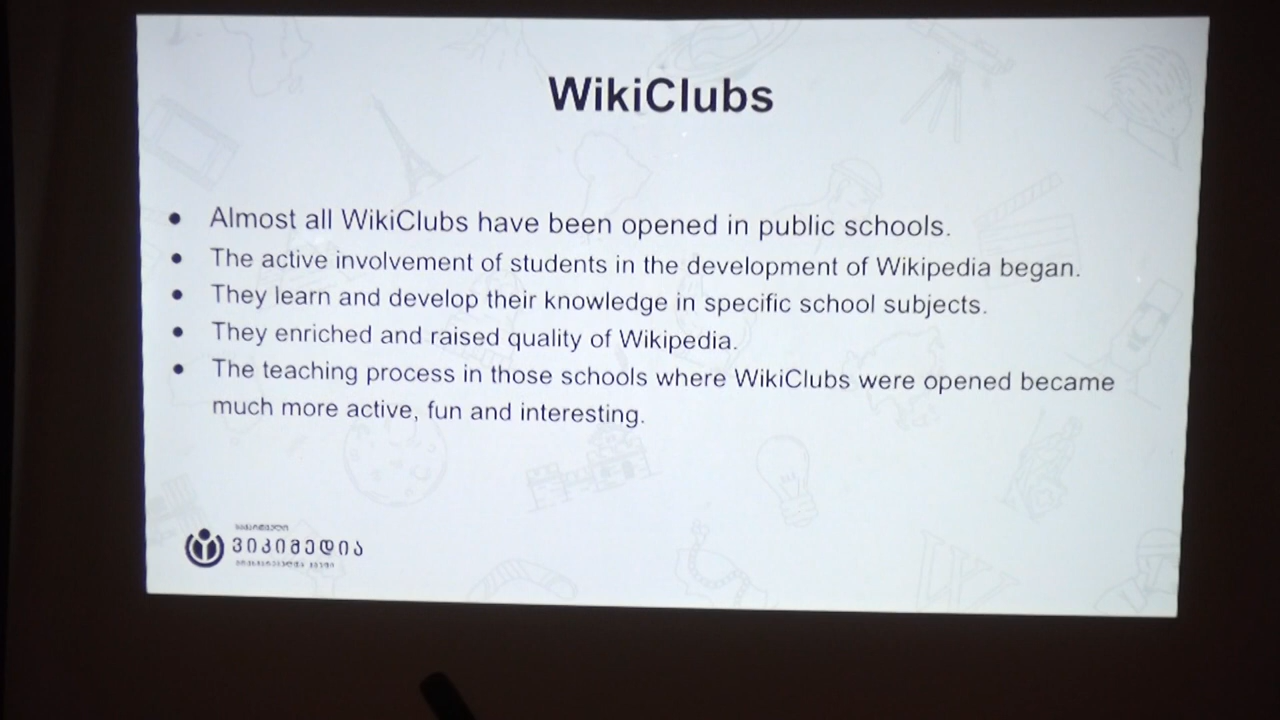 WikiClubs
● Almost all WikiClubs have been opened in public schools.
● The active involvement of students in the development of Wikipedia began.
● They learn and develop their knowledge in specific school subjects.
● They enriched and raised quality of Wikipedia.
● The teaching process in those schools where WikiClubs were opened became
much more active, fun and interesting.
ვიკიმედია